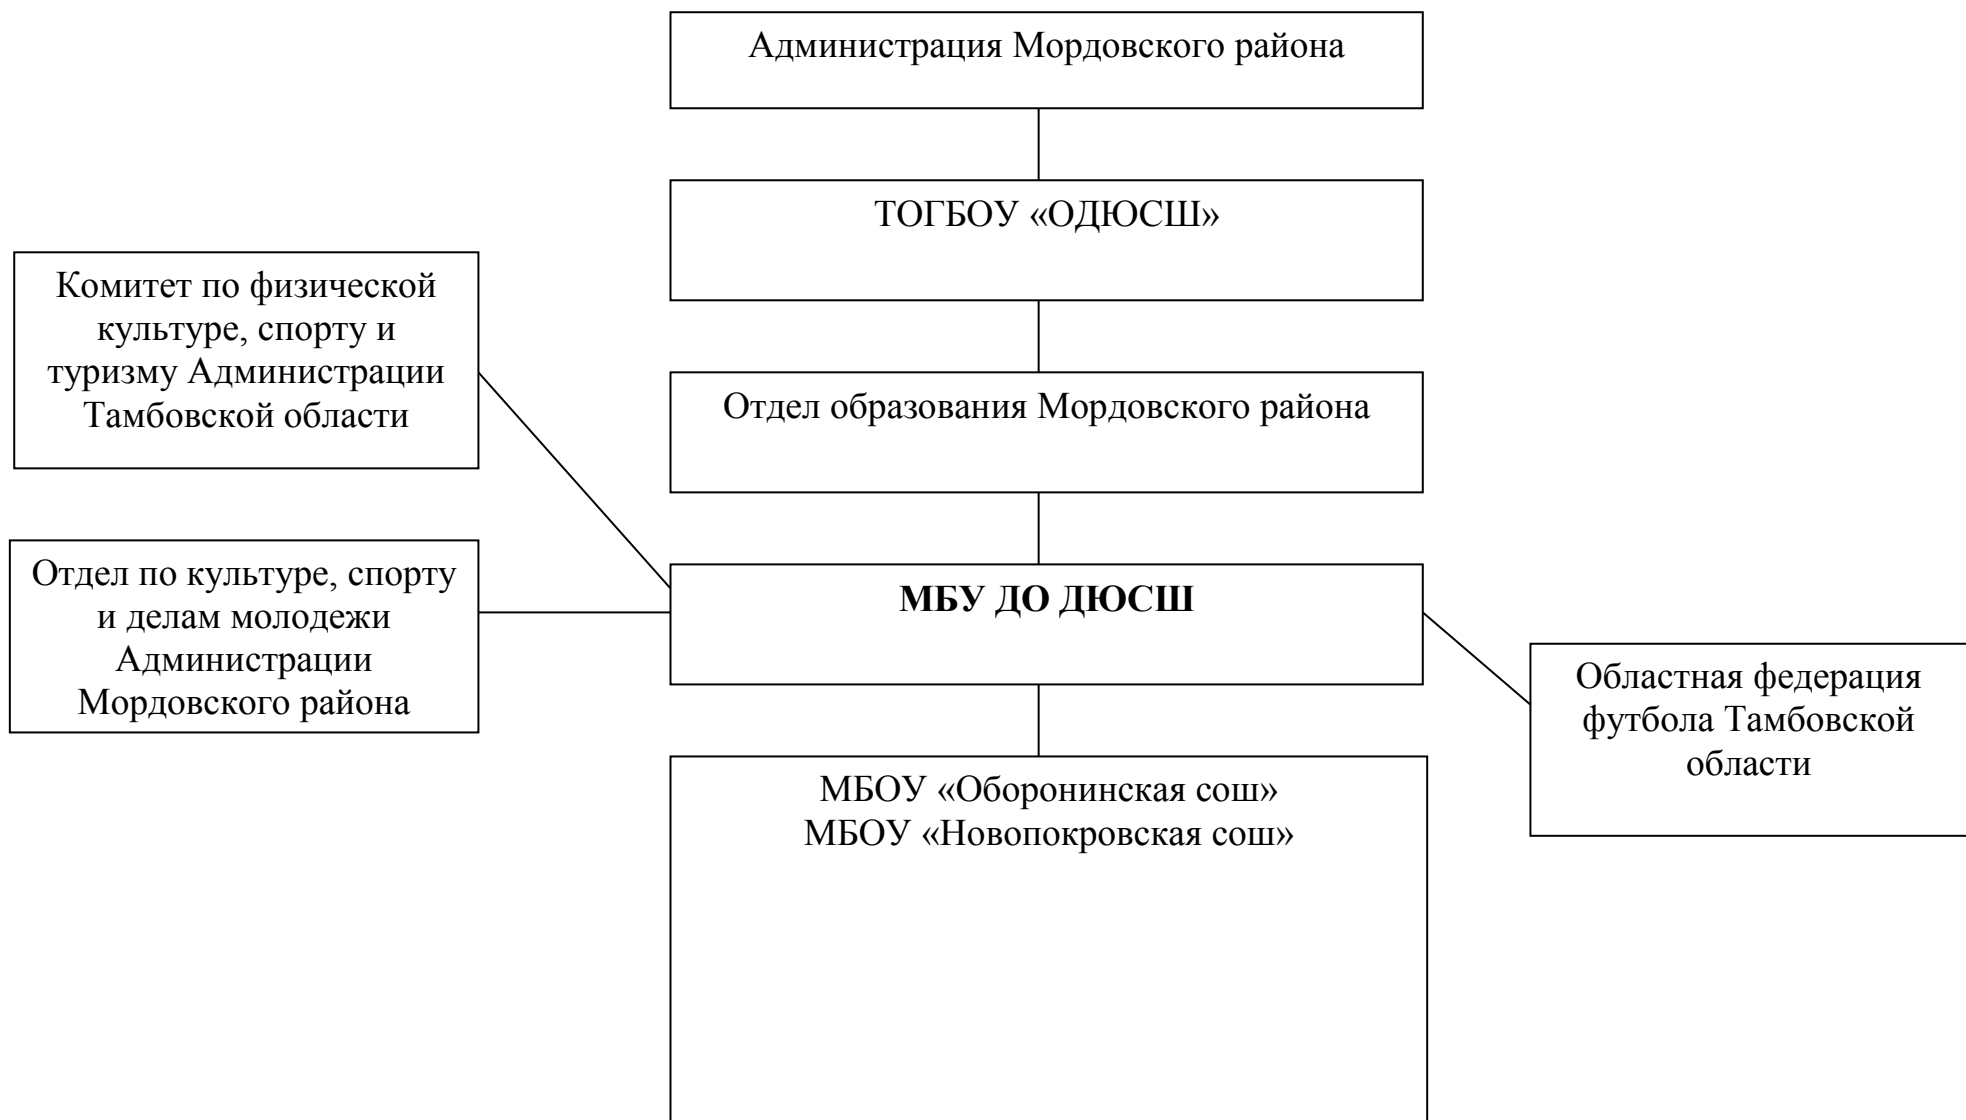 Администрация Мордовского района
ТОГБОУ «ОДЮСШ»
Комитет по физической
культуре, спорту и
туризму Администрации
Тамбовской области
Отдел образования Мордовского района
Отдел по культуре, спорту
и делам молодежи
Администрации
Мордовского района
МБУ ДО ДЮСШ
Областная федерация
футбола Тамбовской
области
МБОУ «Оборонинская сош»
МБОУ «Новопокровская сош»